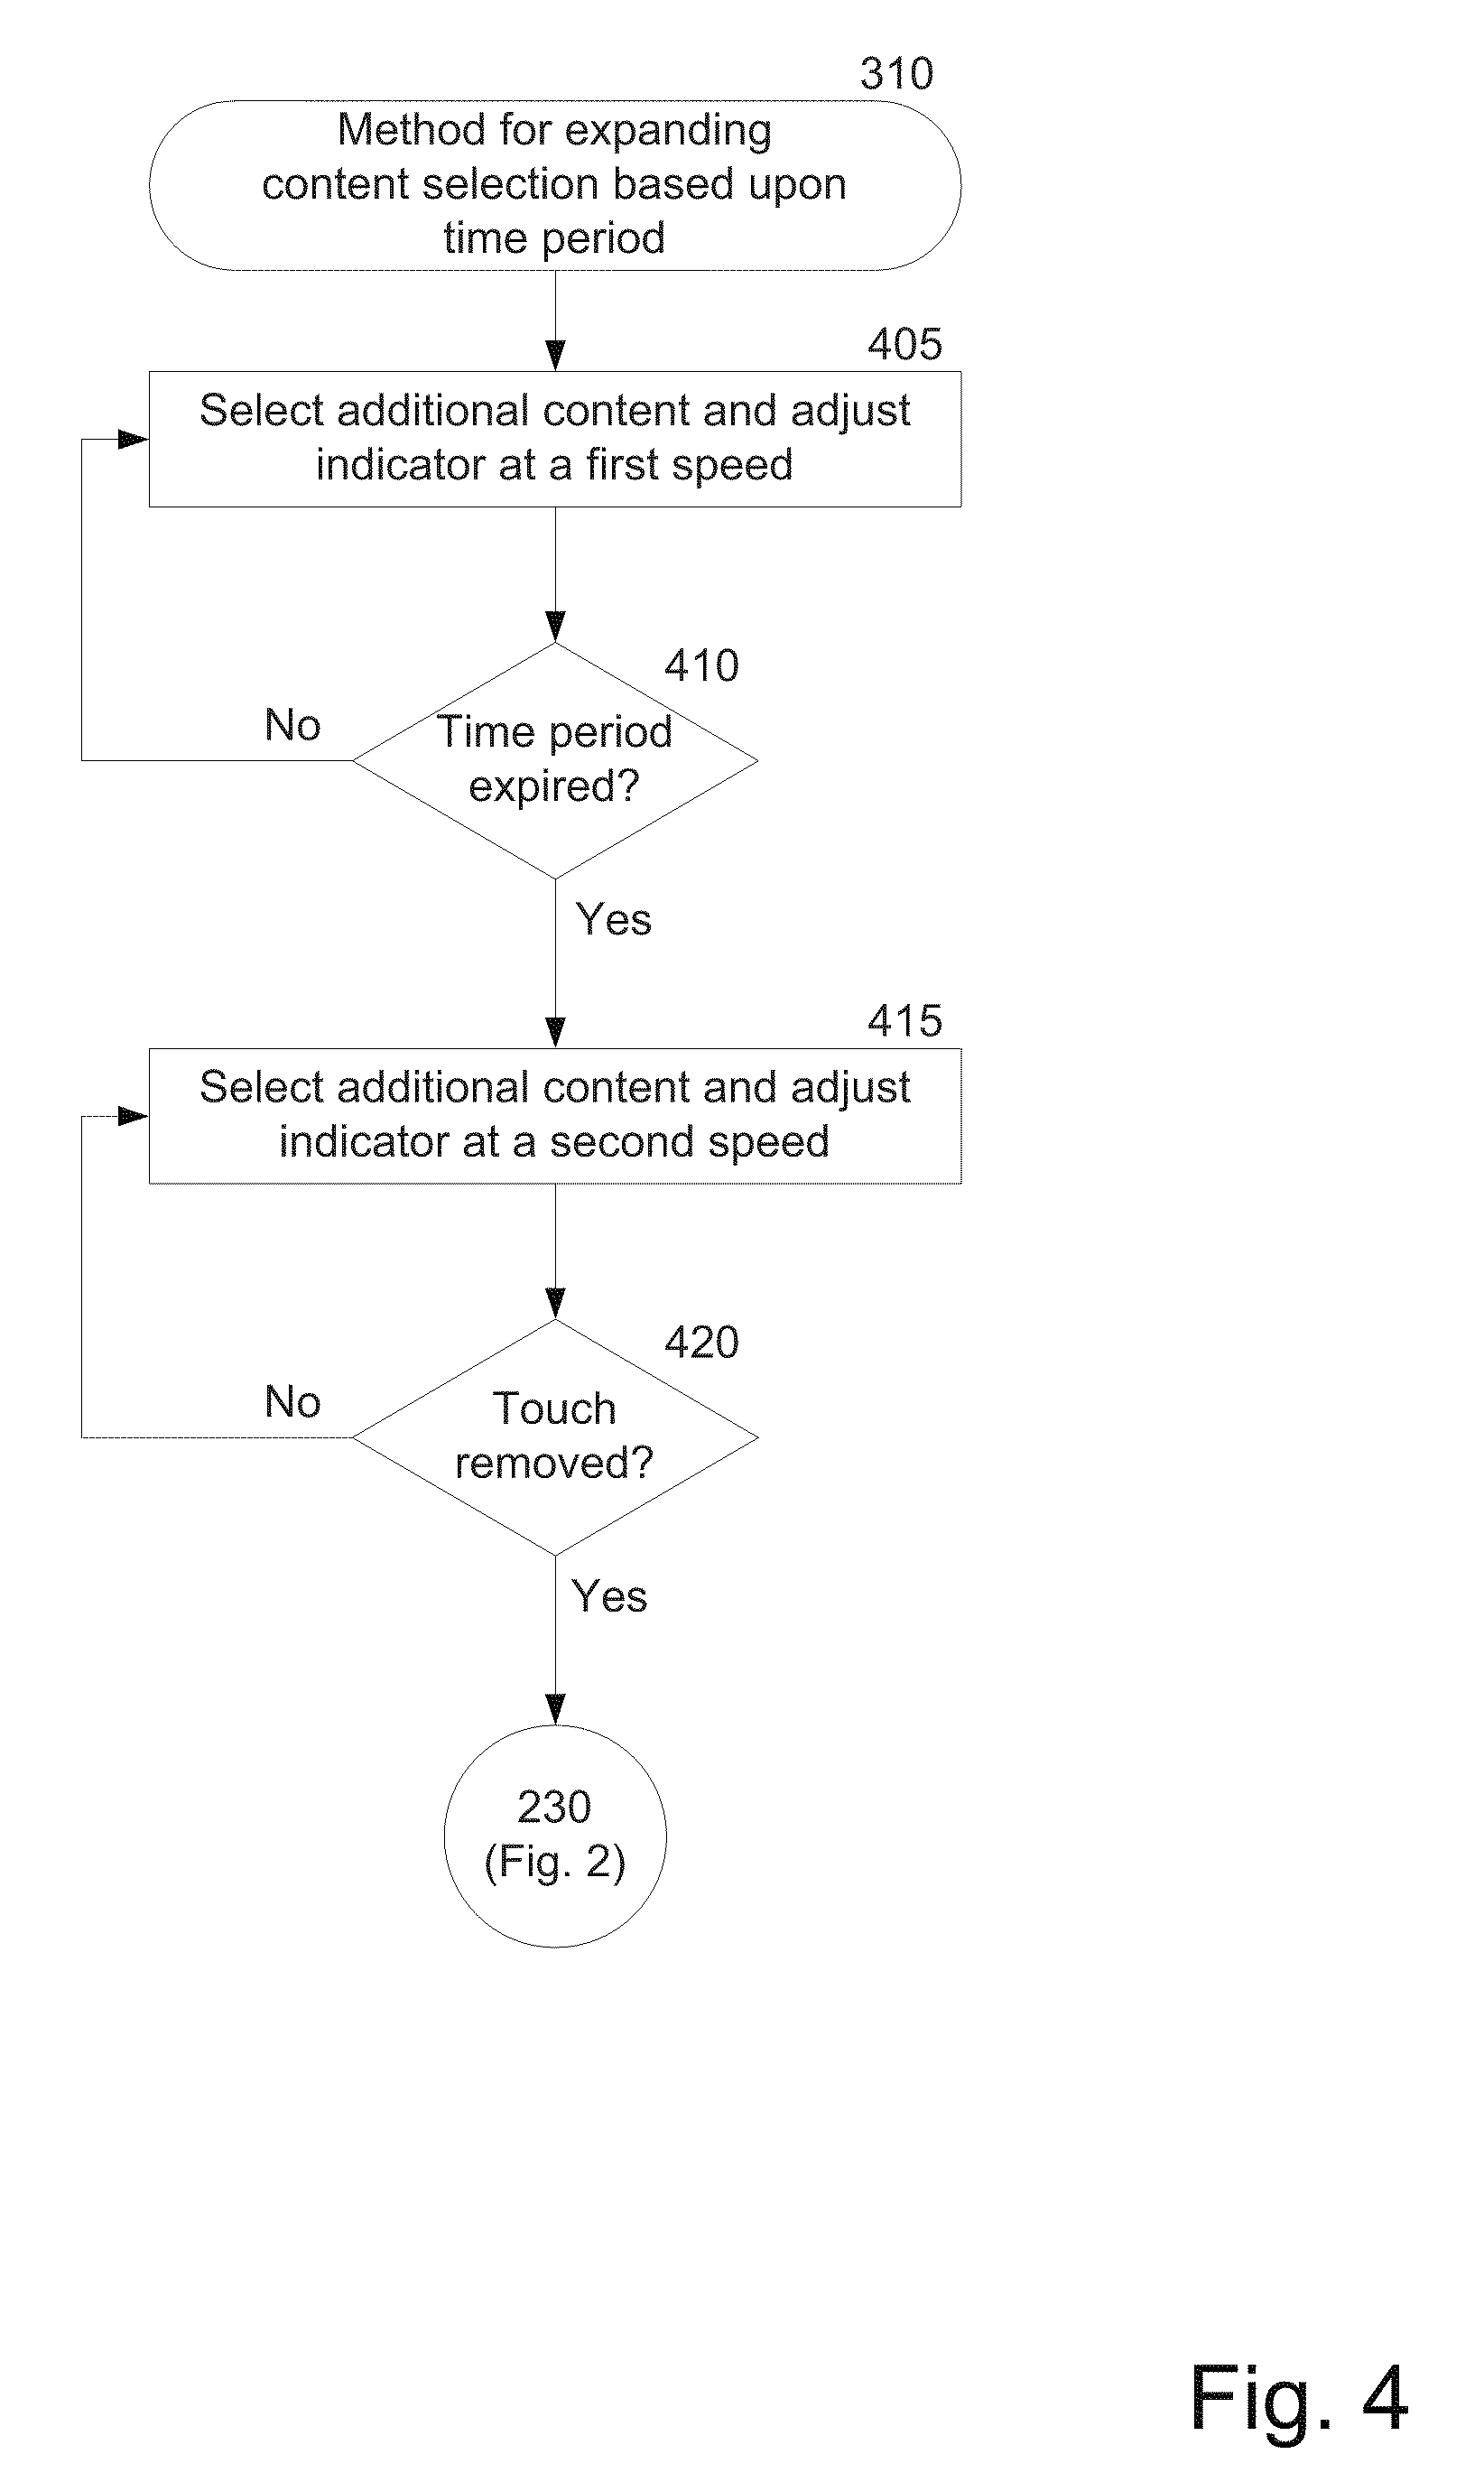 310
Method for expanding
content selection based upon
time period
405
Select additional content and adjust
indicator at a first speed
410
No
Time period
expired?
Yes
415
Select additional content and adjust
indicator at a second speed
420
No
Touch
removed?
Yes
230
(Fig. 2)
Fig. 4